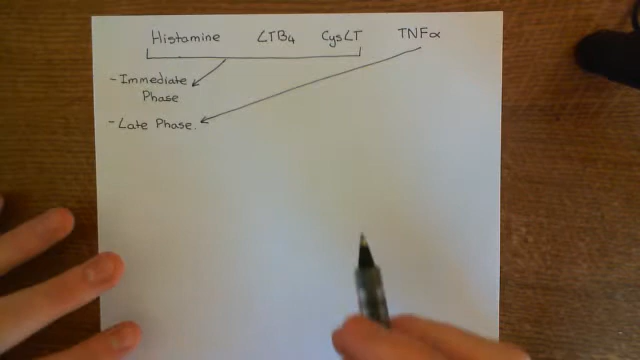 Histamine LTB4 CysLT TNFα
- Immediate
Phase
- Late Phase.